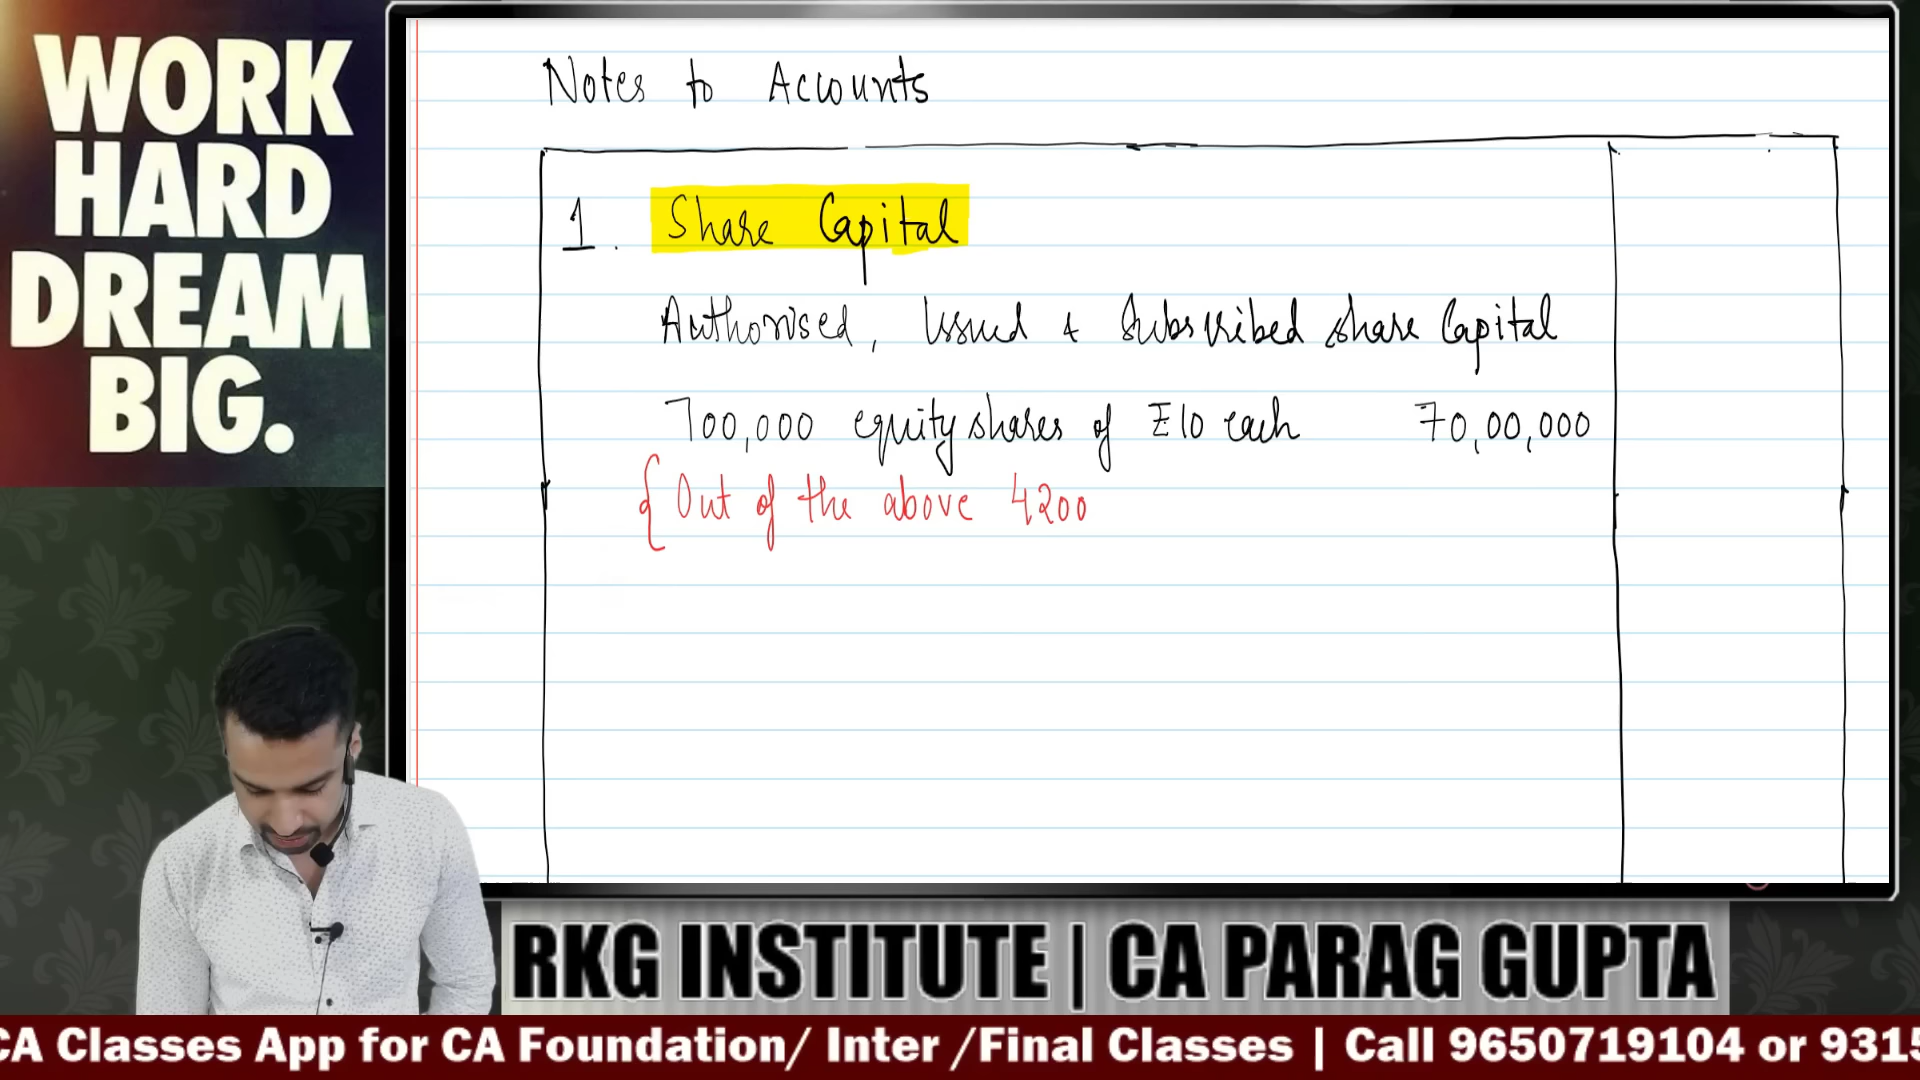 WORK
HARD
DREAM
BIG.
Notes to Accounts
1. Share Capital
Authorised, Issued & Subscribed share Capital
700,000 equity shares of ₹10 each 70,00,000
{Out of the above 4200
RKG INSTITUTE | CA PARAG GUPTA
CA Classes App for CA Foundation/ Inter /Final Classes | Call 9650719104 or 9315